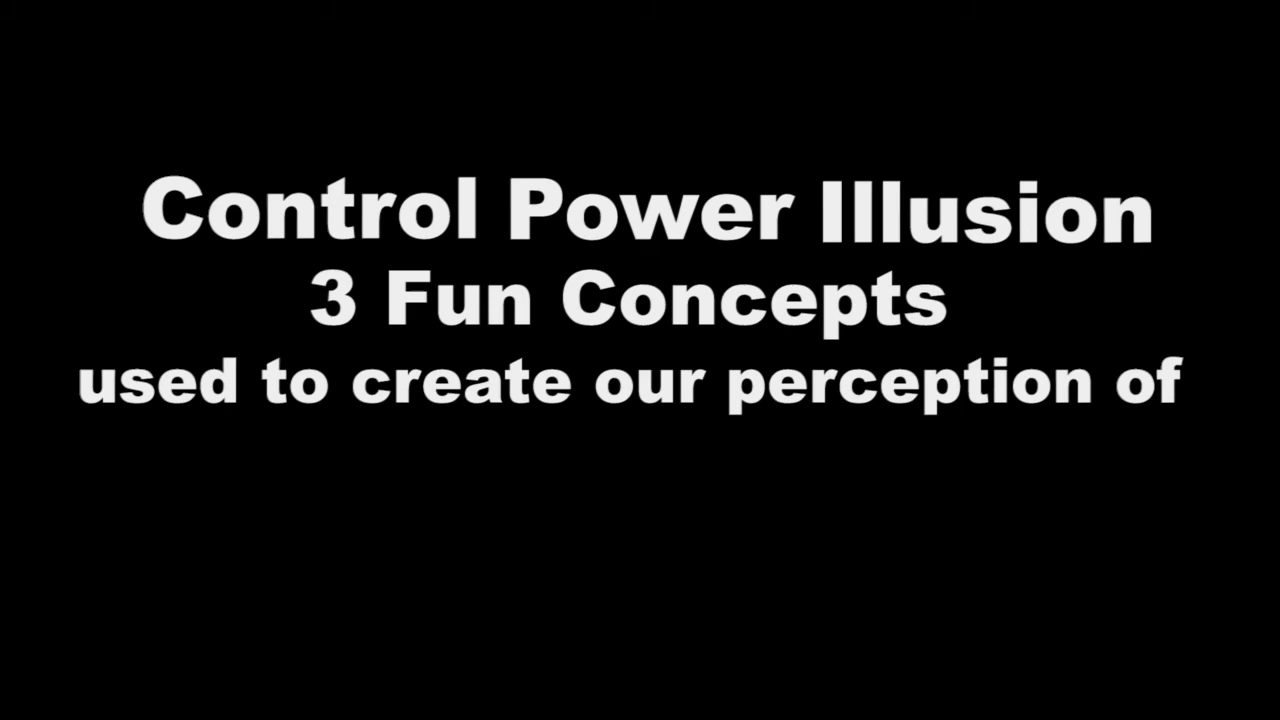 Control Power Illusion
3 Fun Concepts
used to create our perception of